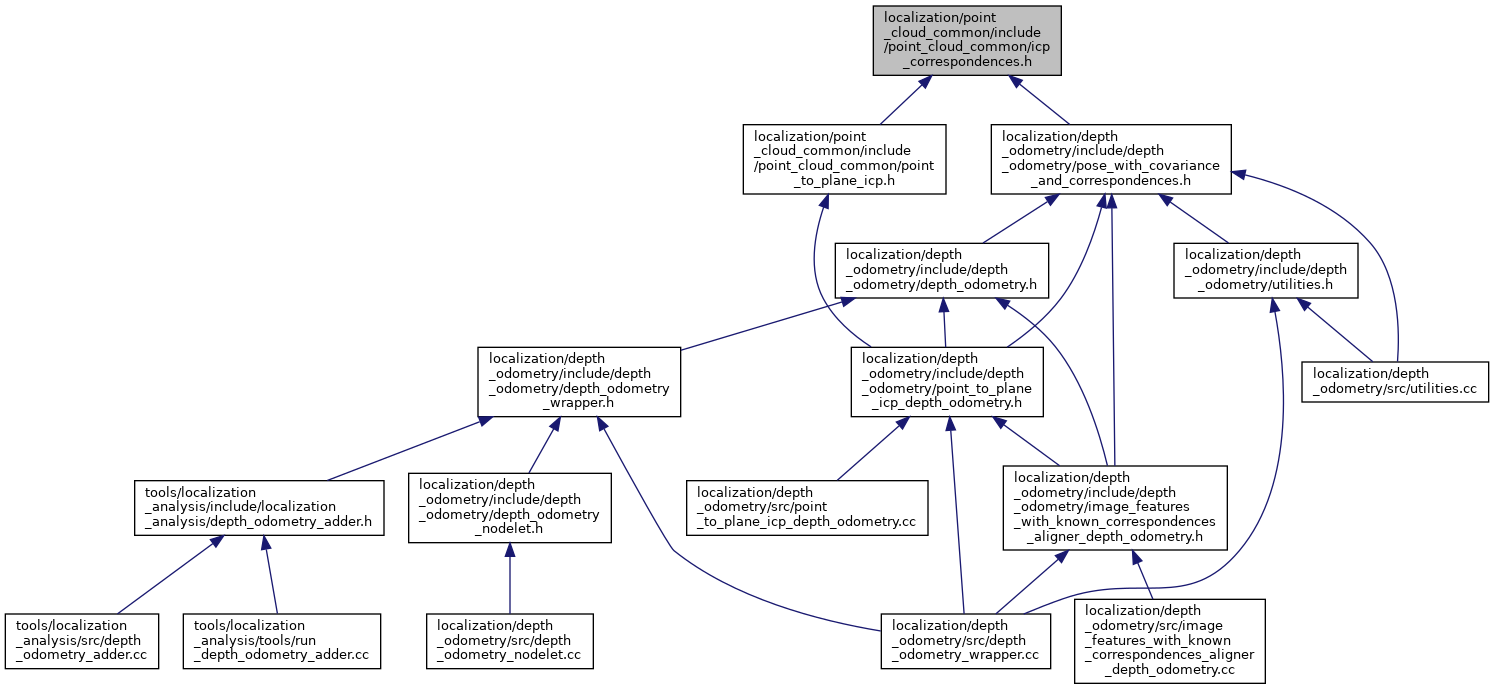 localization/point
_cloud_common/include
/point_cloud_common/icp
_correspondences.h
localization/point
_cloud_common/include
/point_cloud_common/point
_to_plane_icp.h
localization/depth
_odometry/include/depth
_odometry/pose_with_covariance
_and_correspondences.h
localization/depth
_odometry/include/depth
_odometry/depth_odometry.h
localization/depth
_odometry/include/depth
_odometry/utilities.h
localization/depth
_odometry/include/depth
_odometry/depth_odometry
_wrapper.h
localization/depth
_odometry/include/depth
_odometry/point_to_plane
_icp_depth_odometry.h
localization/depth
_odometry/src/utilities.cc
tools/localization
_analysis/include/localization
_analysis/depth_odometry_adder.h
localization/depth
_odometry/include/depth
_odometry/depth_odometry
_nodelet.h
localization/depth
_odometry/src/point
_to_plane_icp_depth_odometry.cc
localization/depth
_odometry/include/depth
_odometry/image_features
_with_known_correspondences
_aligner_depth_odometry.h
tools/localization
_analysis/src/depth
_odometry_adder.cc
tools/localization
_analysis/tools/run
_depth_odometry_adder.cc
localization/depth
_odometry/src/depth
_odometry_nodelet.cc
localization/depth
_odometry/src/depth
_odometry_wrapper.cc
localization/depth
_odometry/src/image
_features_with_known
_correspondences_aligner
_depth_odometry.cc